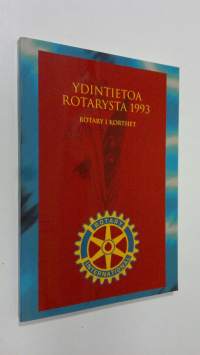 YDINTIETOA
ROTARYSTA 1993
ROTARY I KORTHET
ROTARY
INTERNATIONAL